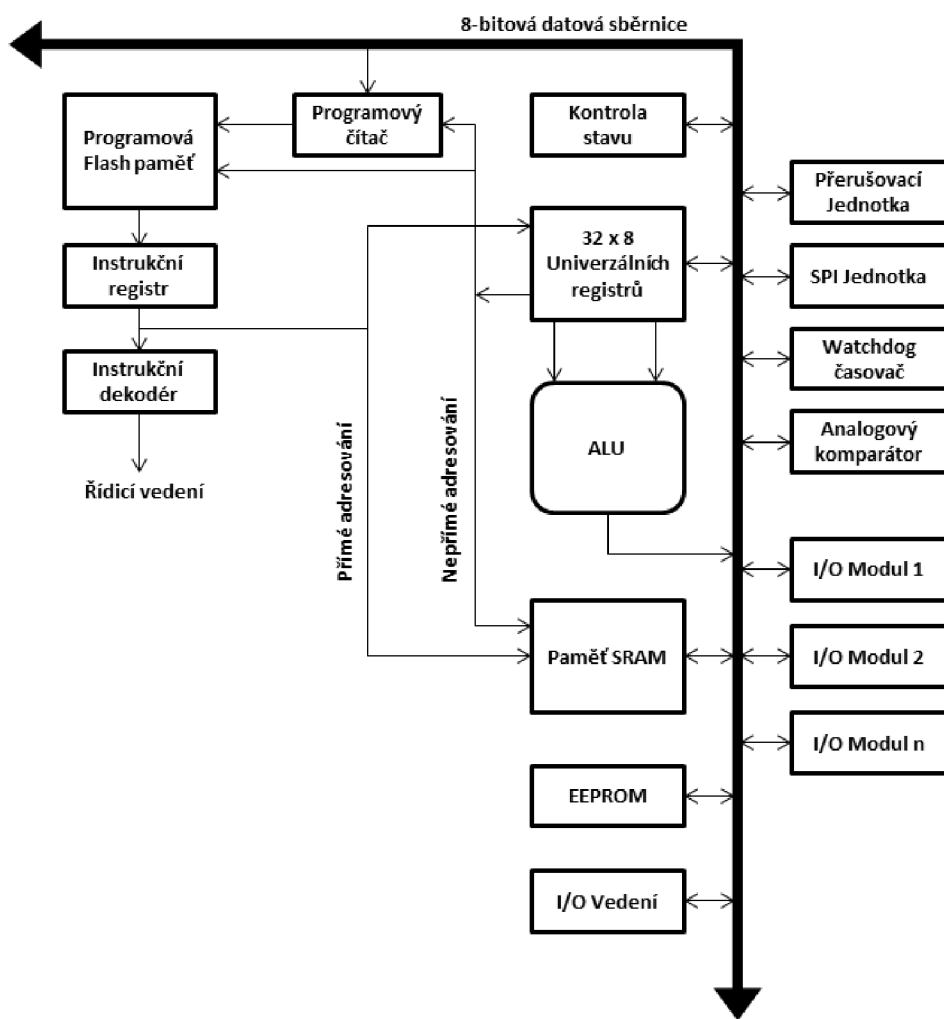 8-bitová datová sběrnice
Programový
čítač
Programová
Flash paměť
Kontrola
stavu
Přerušovací
Jednotka
32 x 8
Univerzálních
registrů
Instrukční
registr
SPI Jednotka
Watchdog
časovač
Instrukční
dekodér
Analogový
komparátor
ALU
Řídicí vedení
Přímé adresování
Nepřímé adresování
I/O Modul 1
Paměť SRAM
I/O Modul 2
I/O Modul n
EEPROM
I/O Vedení